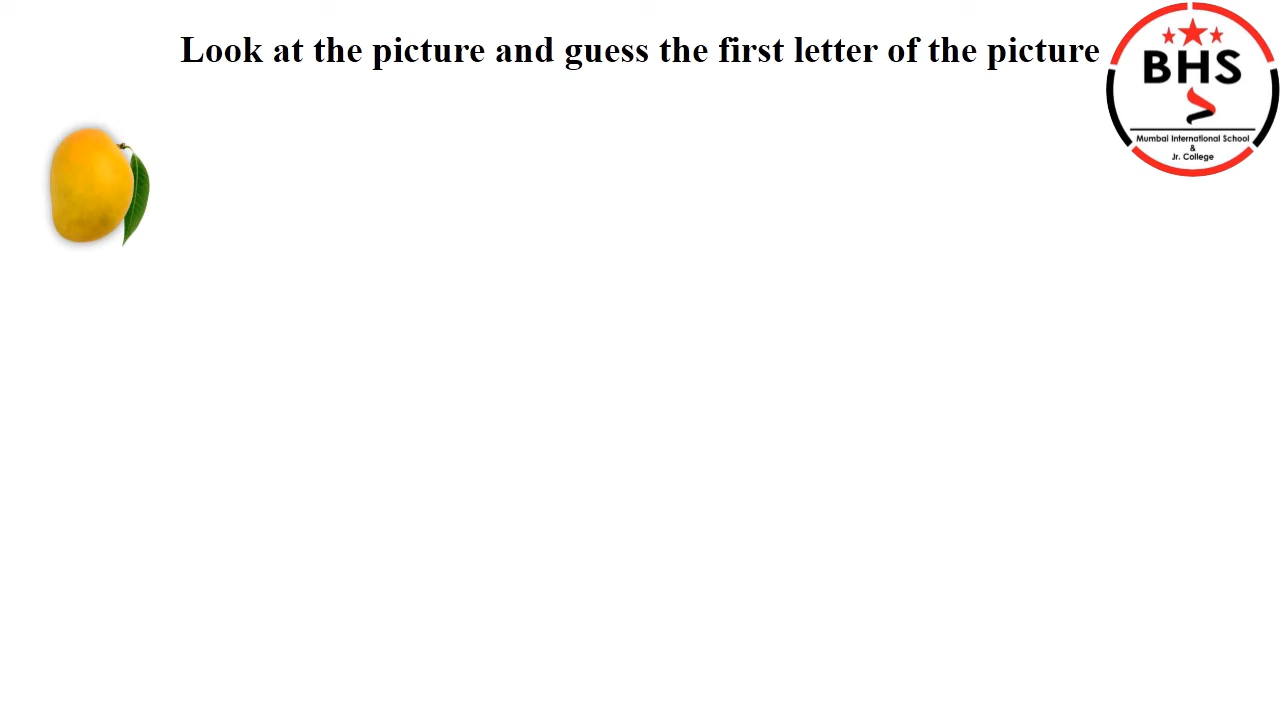 Look at the picture and guess the first letter of the picture
BHS
Mumbai International School
&
Jr. College